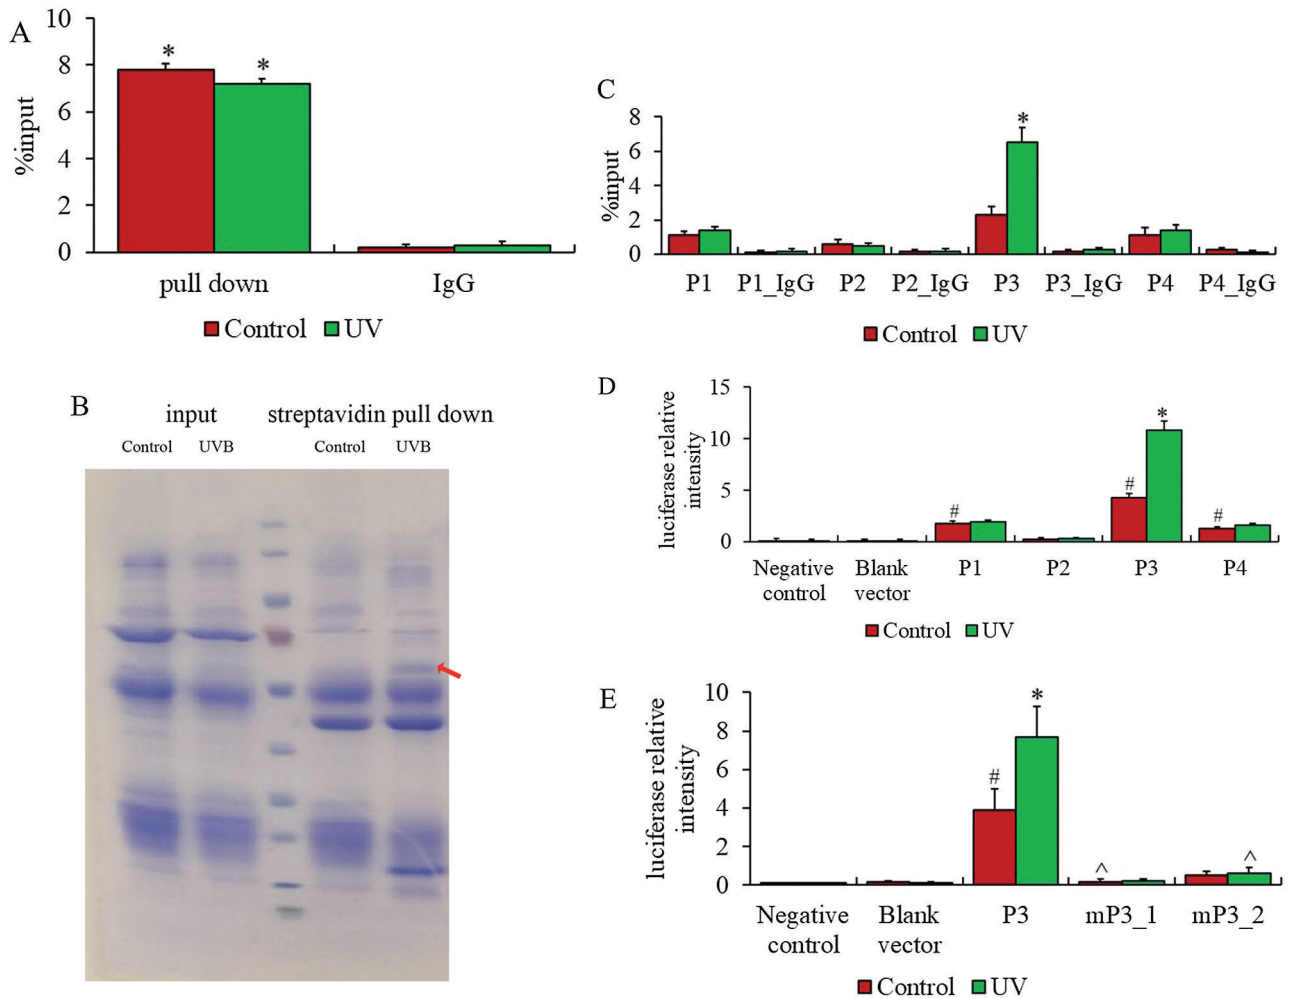 A
10
8
6
4
2
0
%input
* *
pull down IgG
Control UV
B
input streptavidin pull down
Control UVB Control UVB
C
8
6
4
2
0
%input
*
P1 P1_IgG P2 P2_IgG P3 P3_IgG P4 P4_IgG
Control UV
D
15
10
5
0
luciferase relative
intensity
# # * #
Negative
control
Blank
vector
P1 P2 P3 P4
Control UV
E
10
8
6
4
2
0
luciferase relative
intensity
# * ^ ^
Negative
control
Blank
vector
P3 mP3_1 mP3_2
Control UV